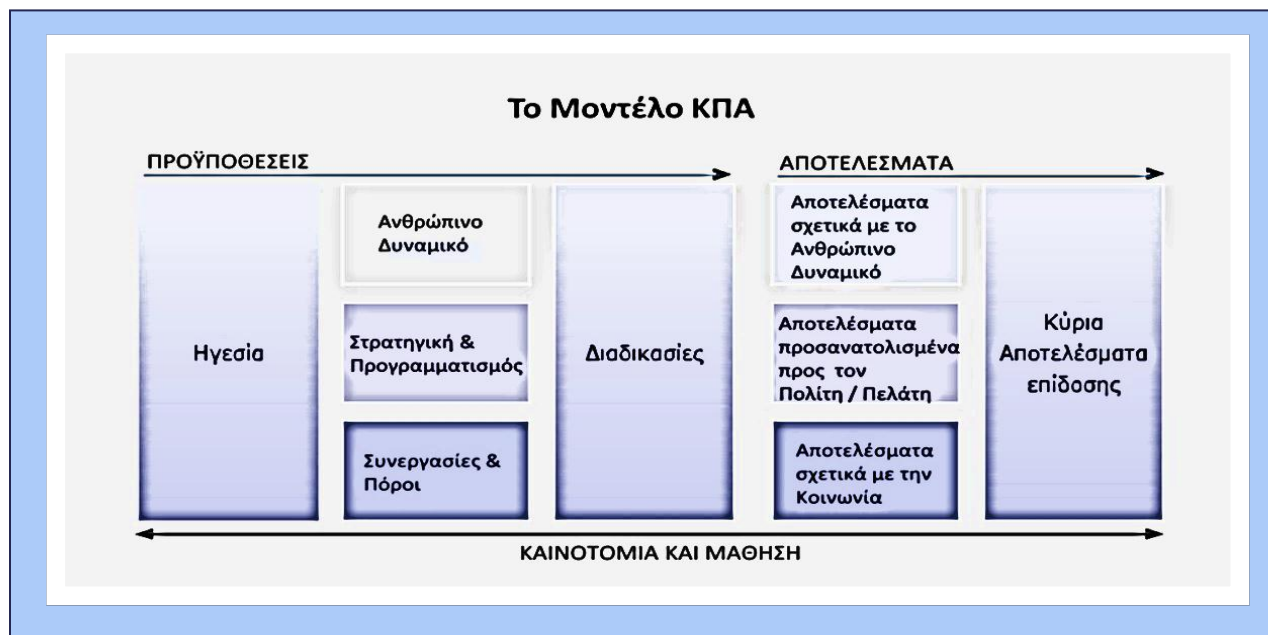 Το Μοντέλο ΚΠΑ
ΠΡΟΫΠΟΘΕΣΕΙΣ
ΑΠΟΤΕΛΕΣΜΑΤΑ
Ηγεσία
Ανθρώπινο
Δυναμικό
Στρατηγική &
Προγραμματισμός
Συνεργασίες &
Πόροι
Διαδικασίες
Αποτελέσματα
σχετικά με το
Ανθρώπινο
Δυναμικό
Αποτελέσματα
προσανατολισμένα
προς τον
Πολίτη / Πελάτη
Αποτελέσματα
σχετικά με την
Κοινωνία
Κύρια
Αποτελέσματα
επίδοσης
ΚΑΙΝΟΤΟΜΙΑ ΚΑΙ ΜΑΘΗΣΗ